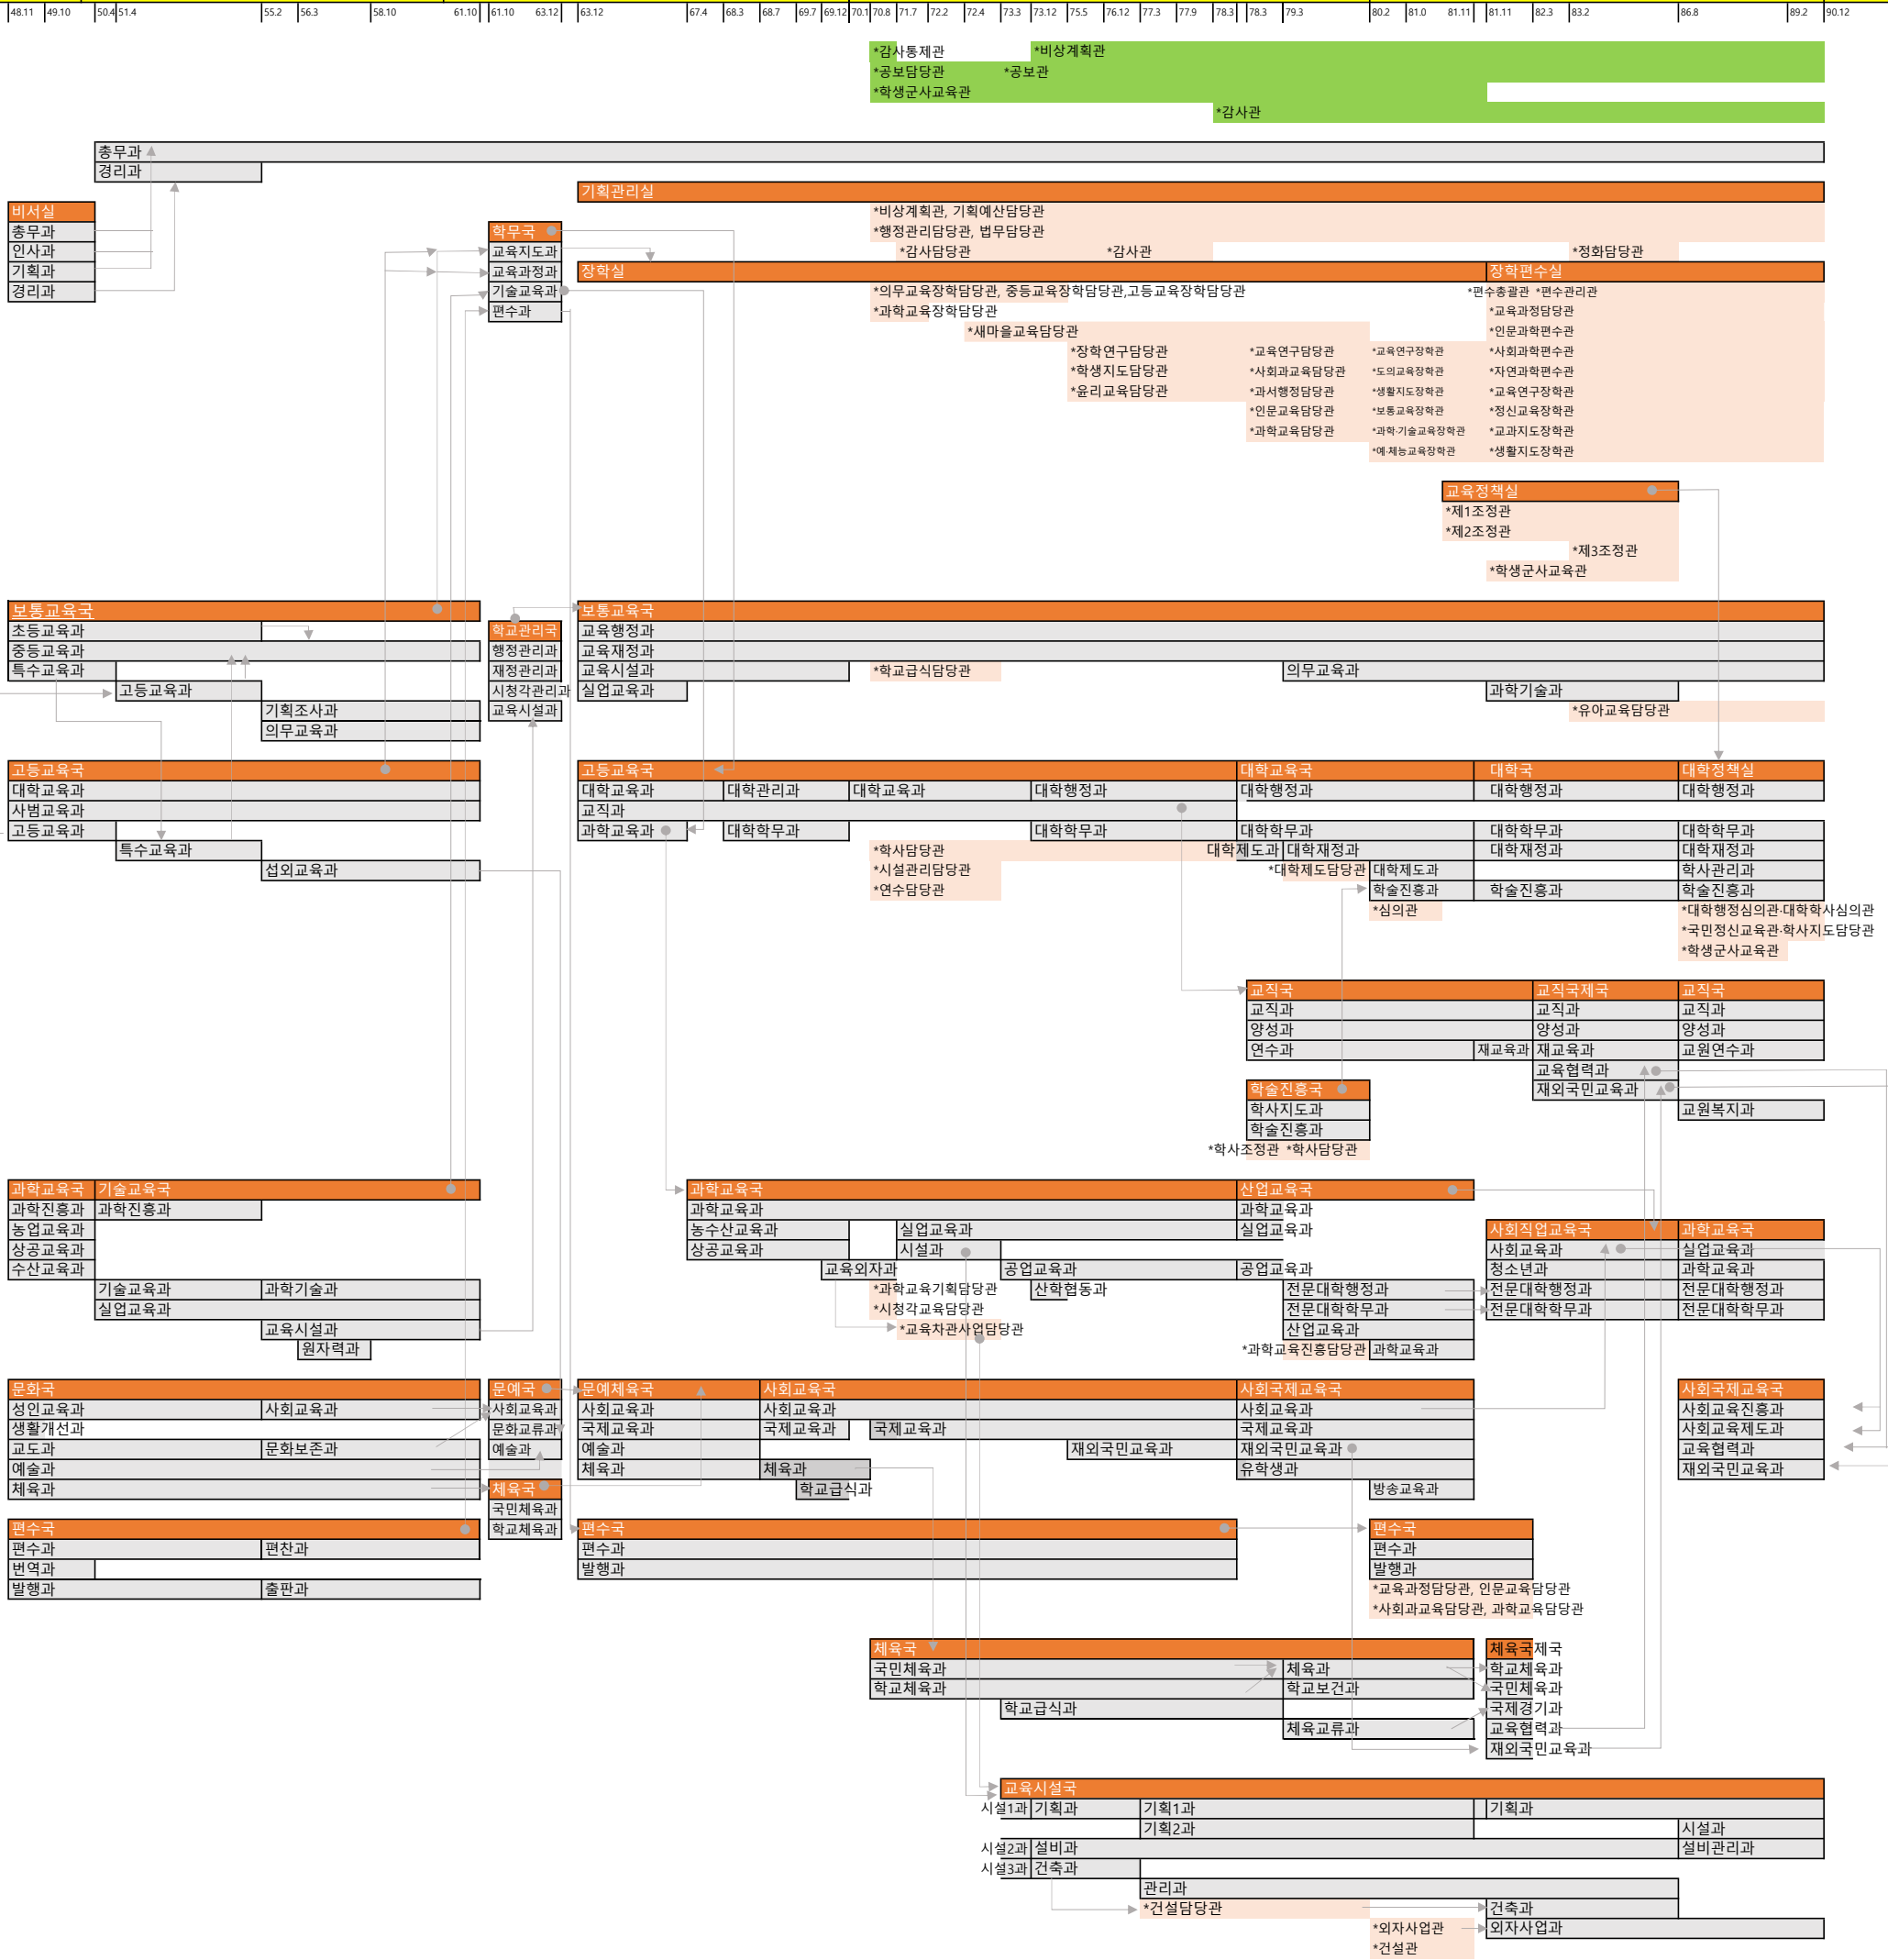 48.11 49.10 50.4 51.4 55.2 56.3 58.10 61.10 61.10 63.12 63.12 67.4 68.3 68.7 69.7 69.12 70.1 70.8 71.7 72.2 72.4 73.3 73.12 75.5 76.12 77.3 77.9 78.3 78.3 79.3 80.2 81.0 81.11 81.11 82.3 83.2 86.8 89.2 90.12
*감사통제관 *비상계획관
*공보담당관 *공보관
*학생군사교육관
*감사관
총무과
경리과
기획관리실
비서실 *비상계획관, 기획예산담당관
총무과 학무국 *행정관리담당관, 법무담당관
인사과 교육지도과 *감사담당관 *감사관 *정화담당관
기획과 교육과정과 장학실 장학편수실
경리과 기술교육과 *의무교육장학담당관, 중등교육장학담당관,고등교육장학담당관 *편수총괄관 *편수관리관
편수과 *과학교육장학담당관 *교육과정담당관
*새마을교육담당관 *인문과학편수관
*장학연구담당관 *교육연구담당관 *교육연구장학관 *사회과학편수관
*학생지도담당관 *사회과교육담당관 *도의교육장학관 *자연과학편수관
*윤리교육담당관 *과서행정담당관 *생활지도장학관 *교육연구장학관
*인문교육담당관 *보통교육장학관 *정신교육장학관
*과학교육담당관 *과학·기술교육장학관 *교과지도장학관
*예·체능교육장학관 *생활지도장학관
교육정책실
*제1조정관
*제2조정관
*제3조정관
*학생군사교육관
보통교육국 보통교육국
초등교육과 학교관리국 교육행정과
중등교육과 행정관리과 교육재정과
특수교육과 재정관리과 교육시설과 *학교급식담당관 의무교육과
고등교육과 시청각관리과 실업교육과 과학기술과
기획조사과 교육시설과 *유아교육담당관
의무교육과
고등교육국 고등교육국 대학교육국 대학국 대학정책실
대학교육과 대학교육과 대학관리과 대학교육과 대학행정과 대학행정과 대학행정과 대학행정과
사범교육과 교직과
고등교육과 과학교육과 대학학무과 대학학무과 대학학무과 대학학무과 대학학무과
특수교육과 *학사담당관 대학제도과 대학재정과 대학재정과 대학재정과
섭외교육과 *시설관리담당관 *대학제도담당관 대학제도과 학사관리과
*연수담당관 학술진흥과 학술진흥과 학술진흥과
*심의관 *대학행정심의관·대학학사심의관
*국민정신교육관·학사지도담당관
*학생군사교육관
교직국 교직국제국 교직국
교직과 교직과 교직과
양성과 양성과 양성과
연수과 재교육과 재교육과 교원연수과
교육협력과
학술진흥국 재외국민교육과
학사지도과 교원복지과
학술진흥과
*학사조정관 *학사담당관
과학교육국 기술교육국 과학교육국 산업교육국
과학진흥과 과학진흥과 과학교육과 과학교육과
농업교육과 농수산교육과 실업교육과 실업교육과 사회직업교육국 과학교육국
상공교육과 상공교육과 시설과 사회교육과 실업교육과
수산교육과 교육외자과 공업교육과 공업교육과 청소년과 과학교육과
기술교육과 과학기술과 *과학교육기획담당관 산학협동과 전문대학행정과 전문대학행정과 전문대학행정과
실업교육과 *시청각교육담당관 전문대학학무과 전문대학학무과 전문대학학무과
교육시설과 *교육차관사업담당관 산업교육과
원자력과 *과학교육진흥담당관 과학교육과
문화국 문예국 문예체육국 사회교육국 사회국제교육국 사회국제교육국
성인교육과 사회교육과 사회교육과 사회교육과 사회교육과 사회교육과 사회교육진흥과
생활개선과 문화교류과 국제교육과 국제교육과 국제교육과 국제교육과 사회교육제도과
교도과 문화보존과 예술과 예술과 재외국민교육과 재외국민교육과 교육협력과
예술과 체육과 체육과 유학생과 재외국민교육과
체육과 체육국 학교급식과 방송교육과
국민체육과
편수국 학교체육과 편수국 편수국
편수과 편찬과 편수과 편수과
번역과 발행과 발행과
발행과 출판과 *교육과정담당관, 인문교육담당관
*사회과교육담당관, 과학교육담당관
체육국 체육국제국
국민체육과 체육과 학교체육과
학교체육과 학교보건과 국민체육과
학교급식과 국제경기과
체육교류과 교육협력과
재외국민교육과
교육시설국
시설1과 기획과 기획1과 기획과
기획2과 시설과
시설2과 설비과 설비관리과
시설3과 건축과
관리과
*건설담당관 건축과
*외자사업관 외자사업과
*건설관